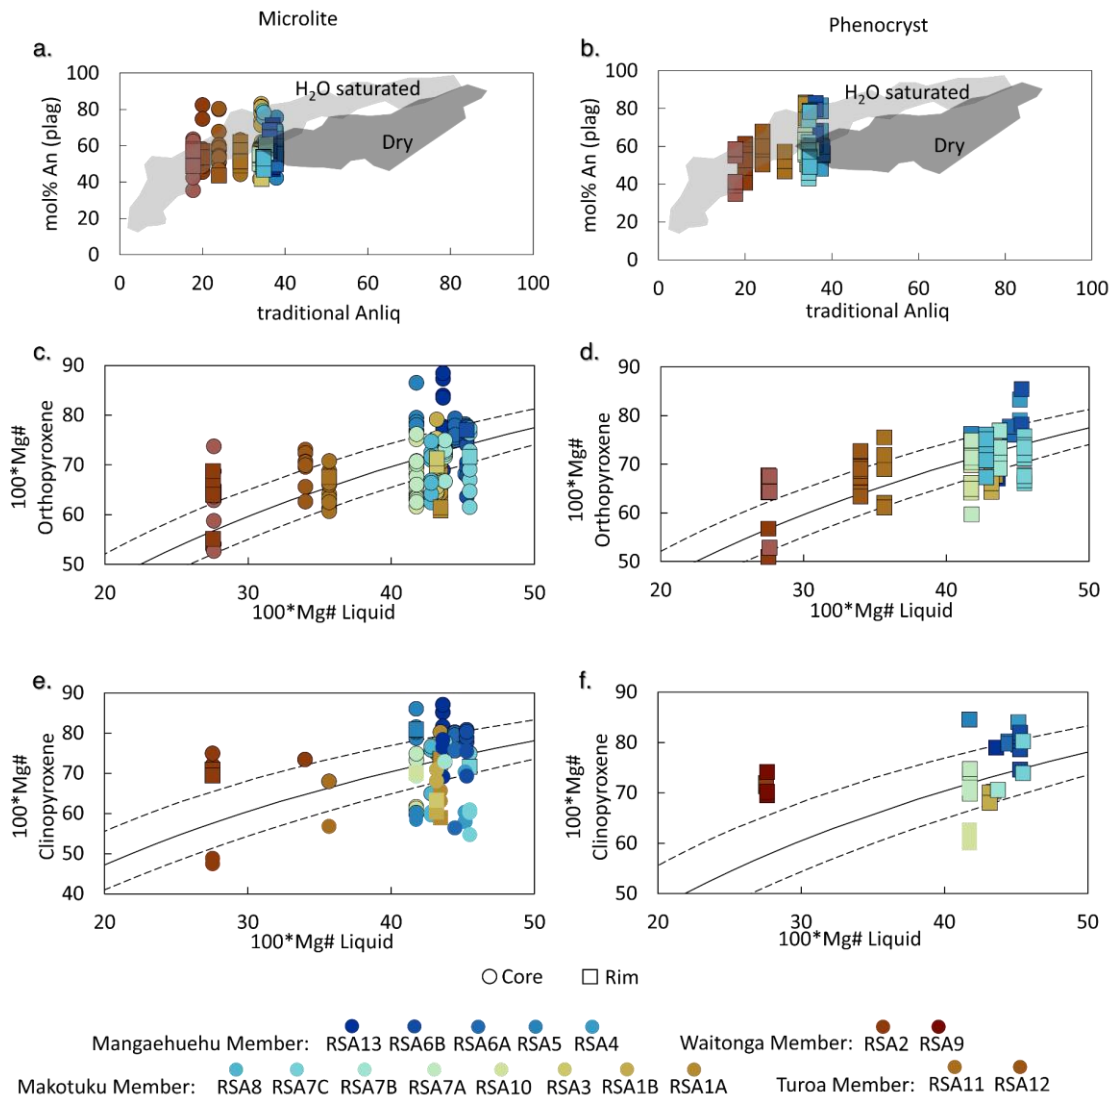 Microlite
Phenocryst
a.
b.
100
80
60
40
20
0
mol% An (plag)
H2O saturated
Dry
0 20 40 60 80 100
traditional Anliq
100
80
60
40
20
0
mol% An (plag)
H2O saturated
Dry
0 20 40 60 80 100
traditional Anliq
c.
90
80
70
60
50
100*Mg#
Orthopyroxene
20 30 40 50
100*Mg# Liquid
d.
90
80
70
60
50
100*Mg#
Orthopyroxene
20 30 40 50
100*Mg# Liquid
e.
90
80
70
60
50
40
100*Mg#
Clinopyroxene
20 30 40 50
100*Mg# Liquid
f.
90
80
70
60
50
100*Mg#
Clinopyroxene
20 30 40 50
100*Mg# Liquid
Core Rim
Mangaehuehu Member: RSA13 RSA6B RSA6A RSA5 RSA4
Waitonga Member: RSA2 RSA9
Makotuku Member: RSA8 RSA7C RSA7B RSA7A RSA10 RSA3 RSA1B RSA1A
Turoa Member: RSA11 RSA12